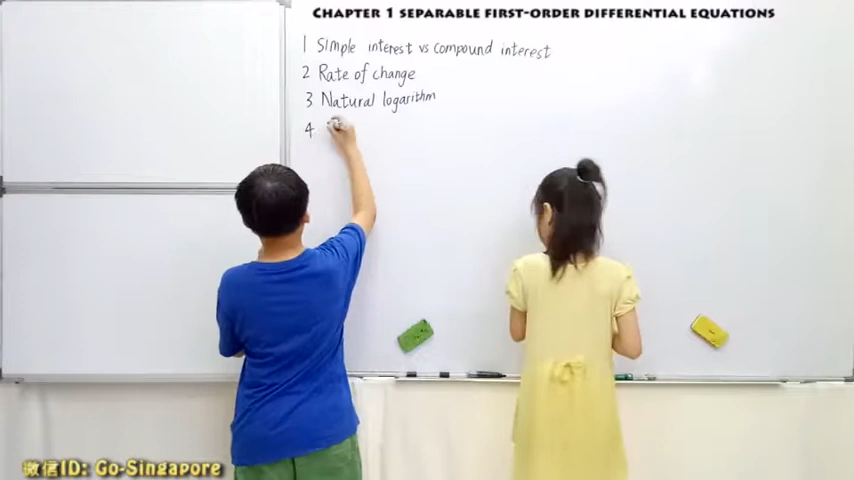 CHAPTER 1 SEPARABLE FIRST-ORDER DIFFERENTIAL EQUATIONS
1 Simple interest vs compound interest
2 Rate of change
3 Natural logarithm
4
微信ID: Go-Singapore